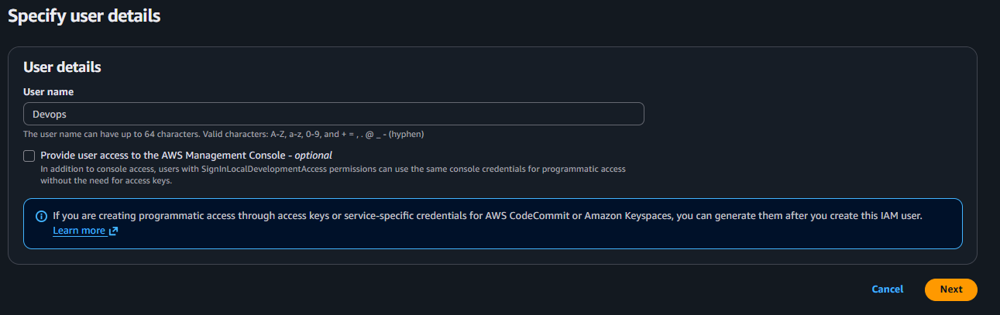 Specify user details
User details
User name
Devops
The user name can have up to 64 characters. Valid characters: A-Z, a-z, 0-9, and + = , . @ _ - (hyphen)
Provide user access to the AWS Management Console - optional
In addition to console access, users with SignInLocalDevelopmentAccess permissions can use the same console credentials for programmatic access
without the need for access keys.
If you are creating programmatic access through access keys or service-specific credentials for AWS CodeCommit or Amazon Keyspaces, you can generate them after you create this IAM user.
Learn more
Cancel
Next